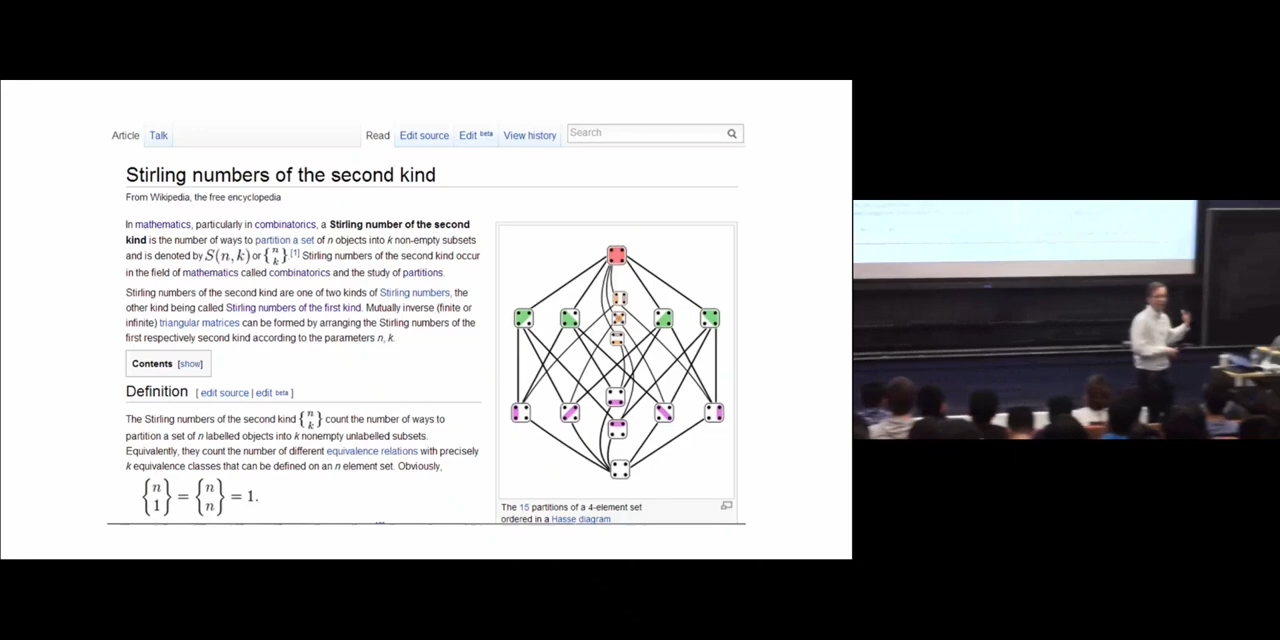 Article Talk Read Edit source Edit beta View history Search
Stirling numbers of the second kind
From Wikipedia, the free encyclopedia
In mathematics, particularly in combinatorics, a Stirling number of the second
kind is the number of ways to partition a set of n objects into k non-empty subsets
and is denoted by S(n, k) or {n k}.[1] Stirling numbers of the second kind occur
in the field of mathematics called combinatorics and the study of partitions.
Stirling numbers of the second kind are one of two kinds of Stirling numbers, the
other kind being called Stirling numbers of the first kind. Mutually inverse (finite or
infinite) triangular matrices can be formed by arranging the Stirling numbers of the
first respectively second kind according to the parameters n, k.
Contents [show]
Definition [ edit source | edit beta ]
The Stirling numbers of the second kind {n k} count the number of ways to
partition a set of n labelled objects into k nonempty unlabelled subsets.
Equivalently, they count the number of different equivalence relations with precisely
k equivalence classes that can be defined on an n element set. Obviously,
{n 1} = {n n} = 1.
The 15 partitions of a 4-element set
ordered in a Hasse diagram